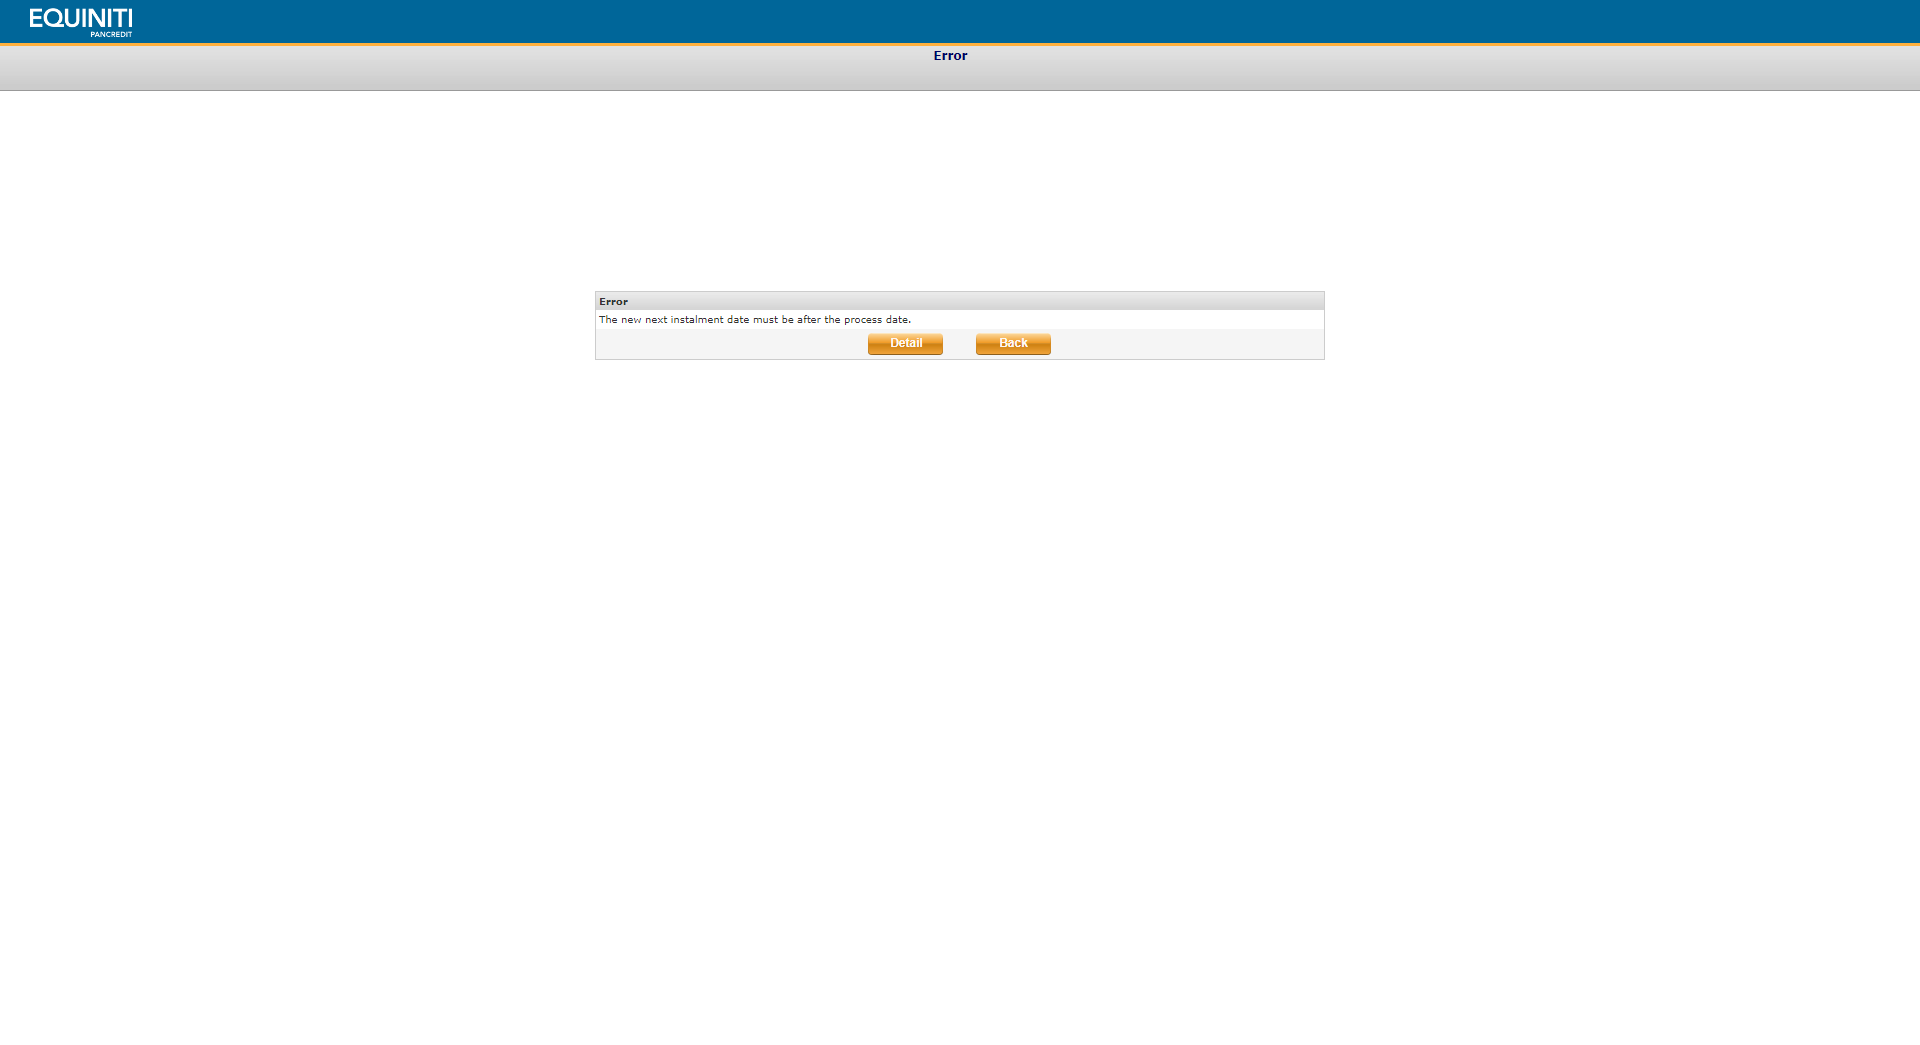 EQUINITI
PANCREDIT
Error
Error
The new next instalment date must be after the process date.
Detail Back